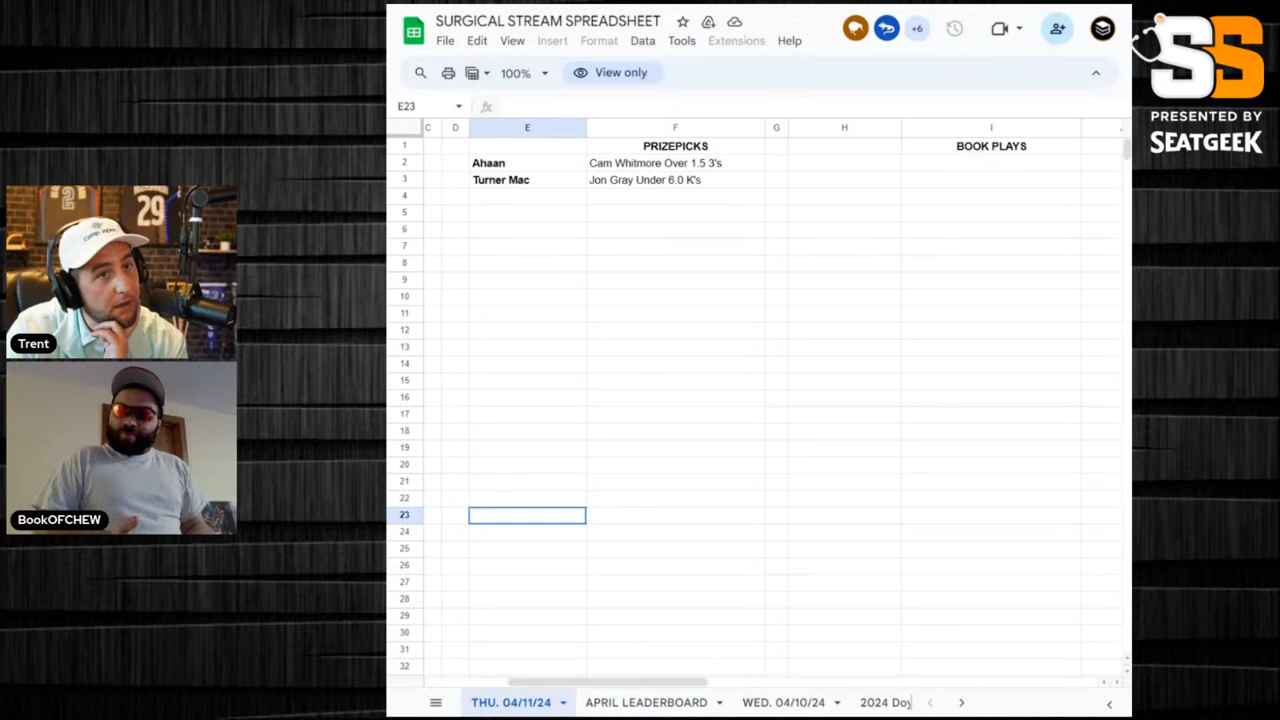 SURGICAL STREAM SPREADSHEET
+6
File Edit View Insert Format Data Tools Extensions Help
100% View only
E23 fx
C D E F G H I
1 PRIZEPICKS BOOK PLAYS
2 Ahaan Cam Whitmore Over 1.5 3's
3 Turner Mac Jon Gray Under 6.0 K's
4
5
6
7
8
9
10
11
12
13
14
15
16
17
18
19
20
21
22
23
24
25
26
27
28
29
30
31
32
THU. 04/11/24 APRIL LEADERBOARD WED. 04/10/24 2024 Doy
SS
PRESENTED BY
SEATGEEK
29
Trent
BookOFCHEW